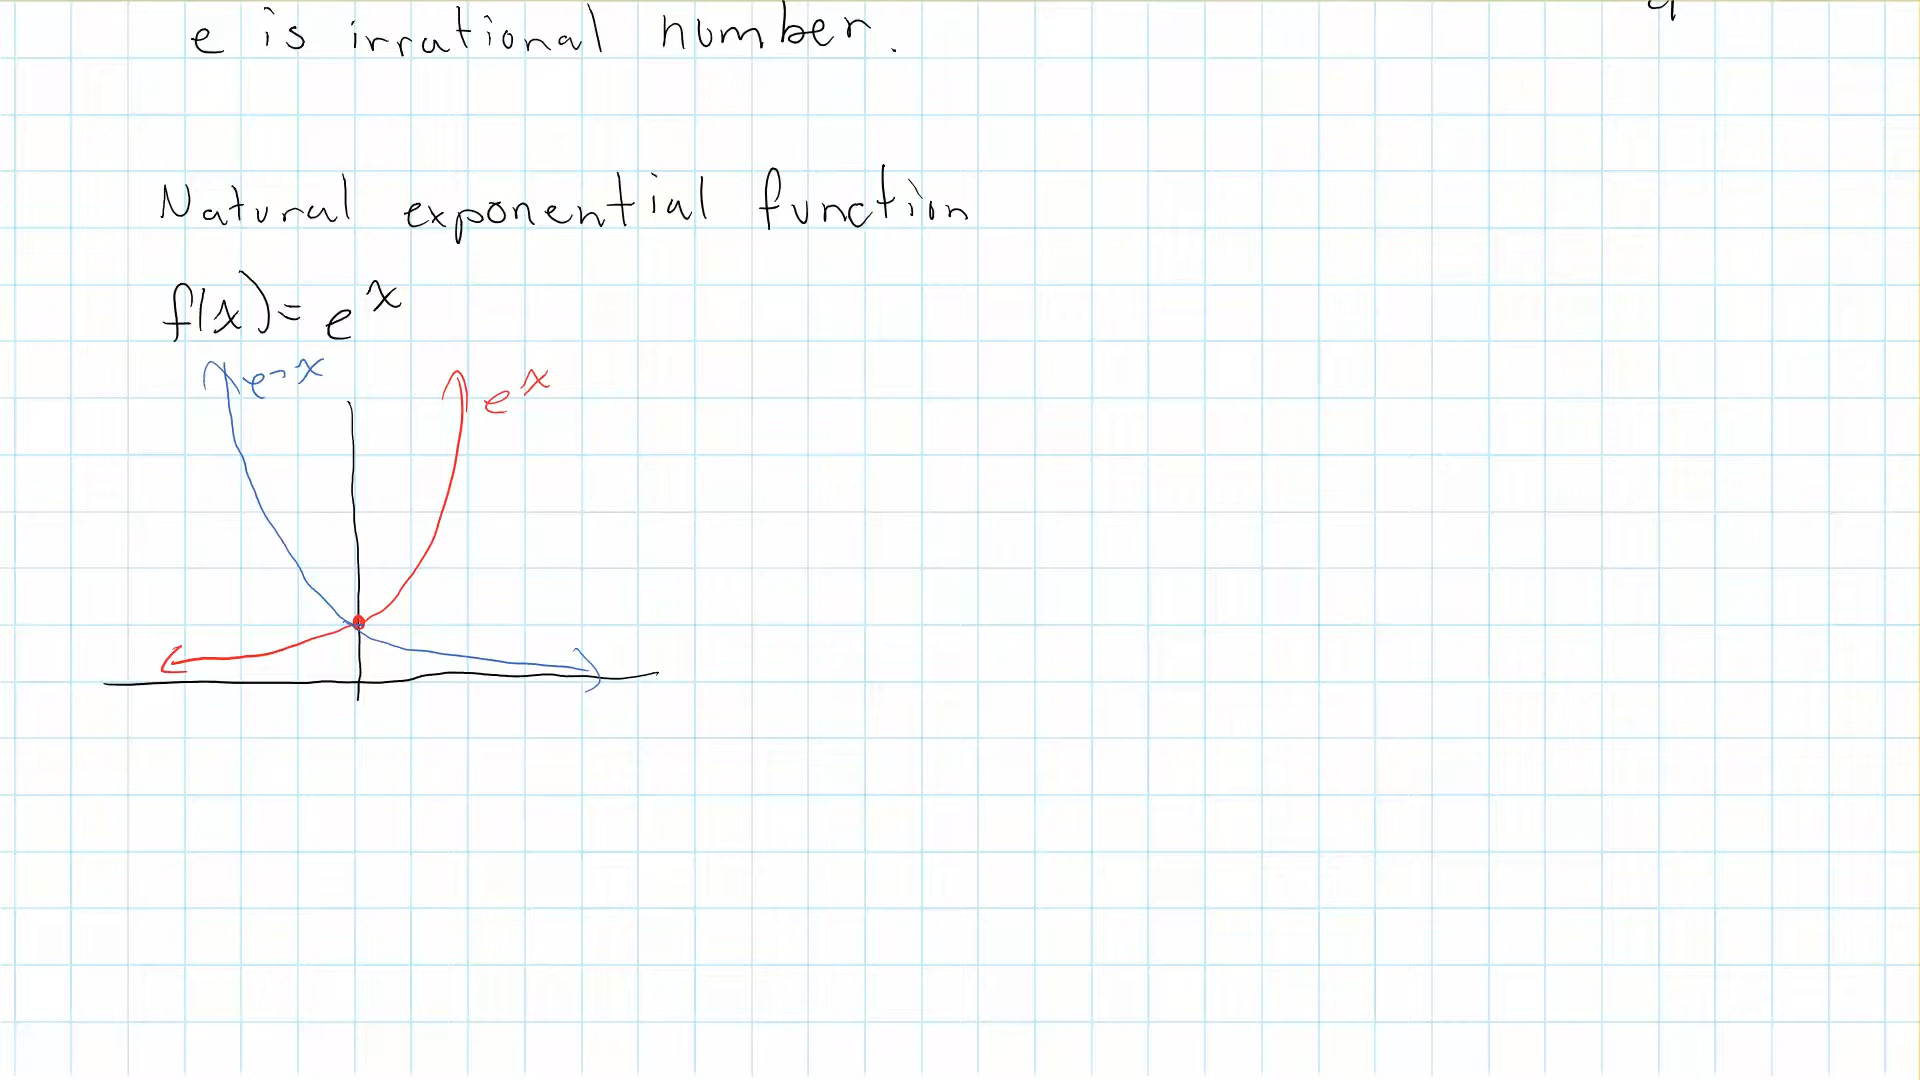 e is irrational number.
Natural exponential function
f(x) = e^x
e^-x
e^x